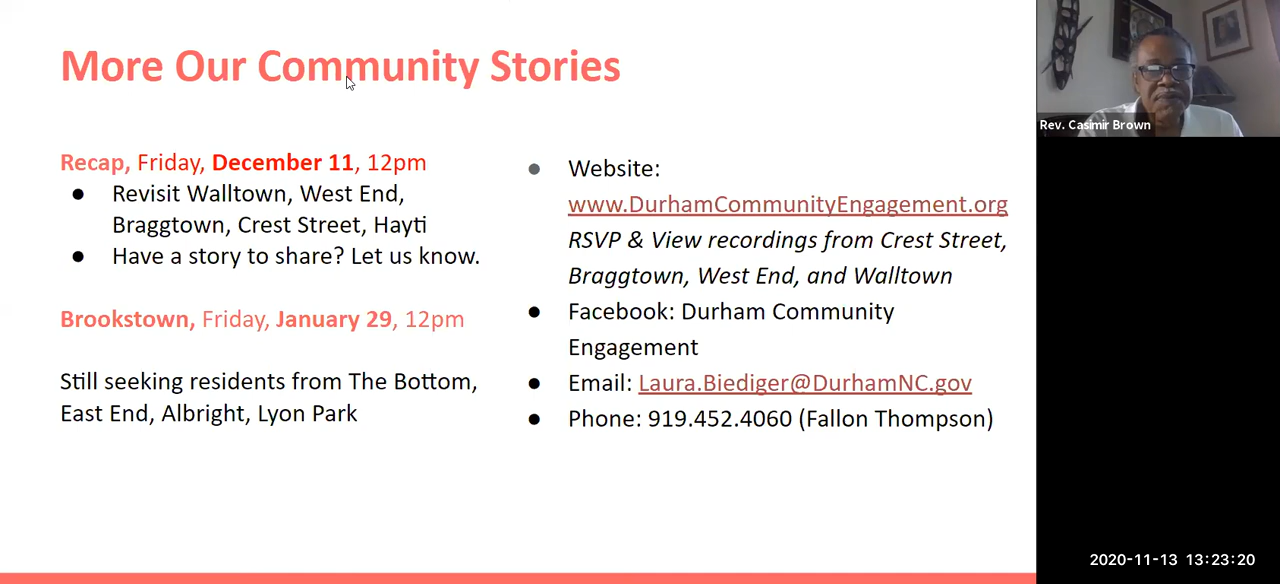 More Our Community Stories
Recap, Friday, December 11, 12pm
● Revisit Walltown, West End,
Braggtown, Crest Street, Hayti
● Have a story to share? Let us know.
Brookstown, Friday, January 29, 12pm
Still seeking residents from The Bottom,
East End, Albright, Lyon Park
● Website:
www.DurhamCommunityEngagement.org
RSVP & View recordings from Crest Street,
Braggtown, West End, and Walltown
● Facebook: Durham Community
Engagement
● Email: Laura.Biediger@DurhamNC.gov
● Phone: 919.452.4060 (Fallon Thompson)
Rev. Casimir Brown
2020-11-13 13:23:20